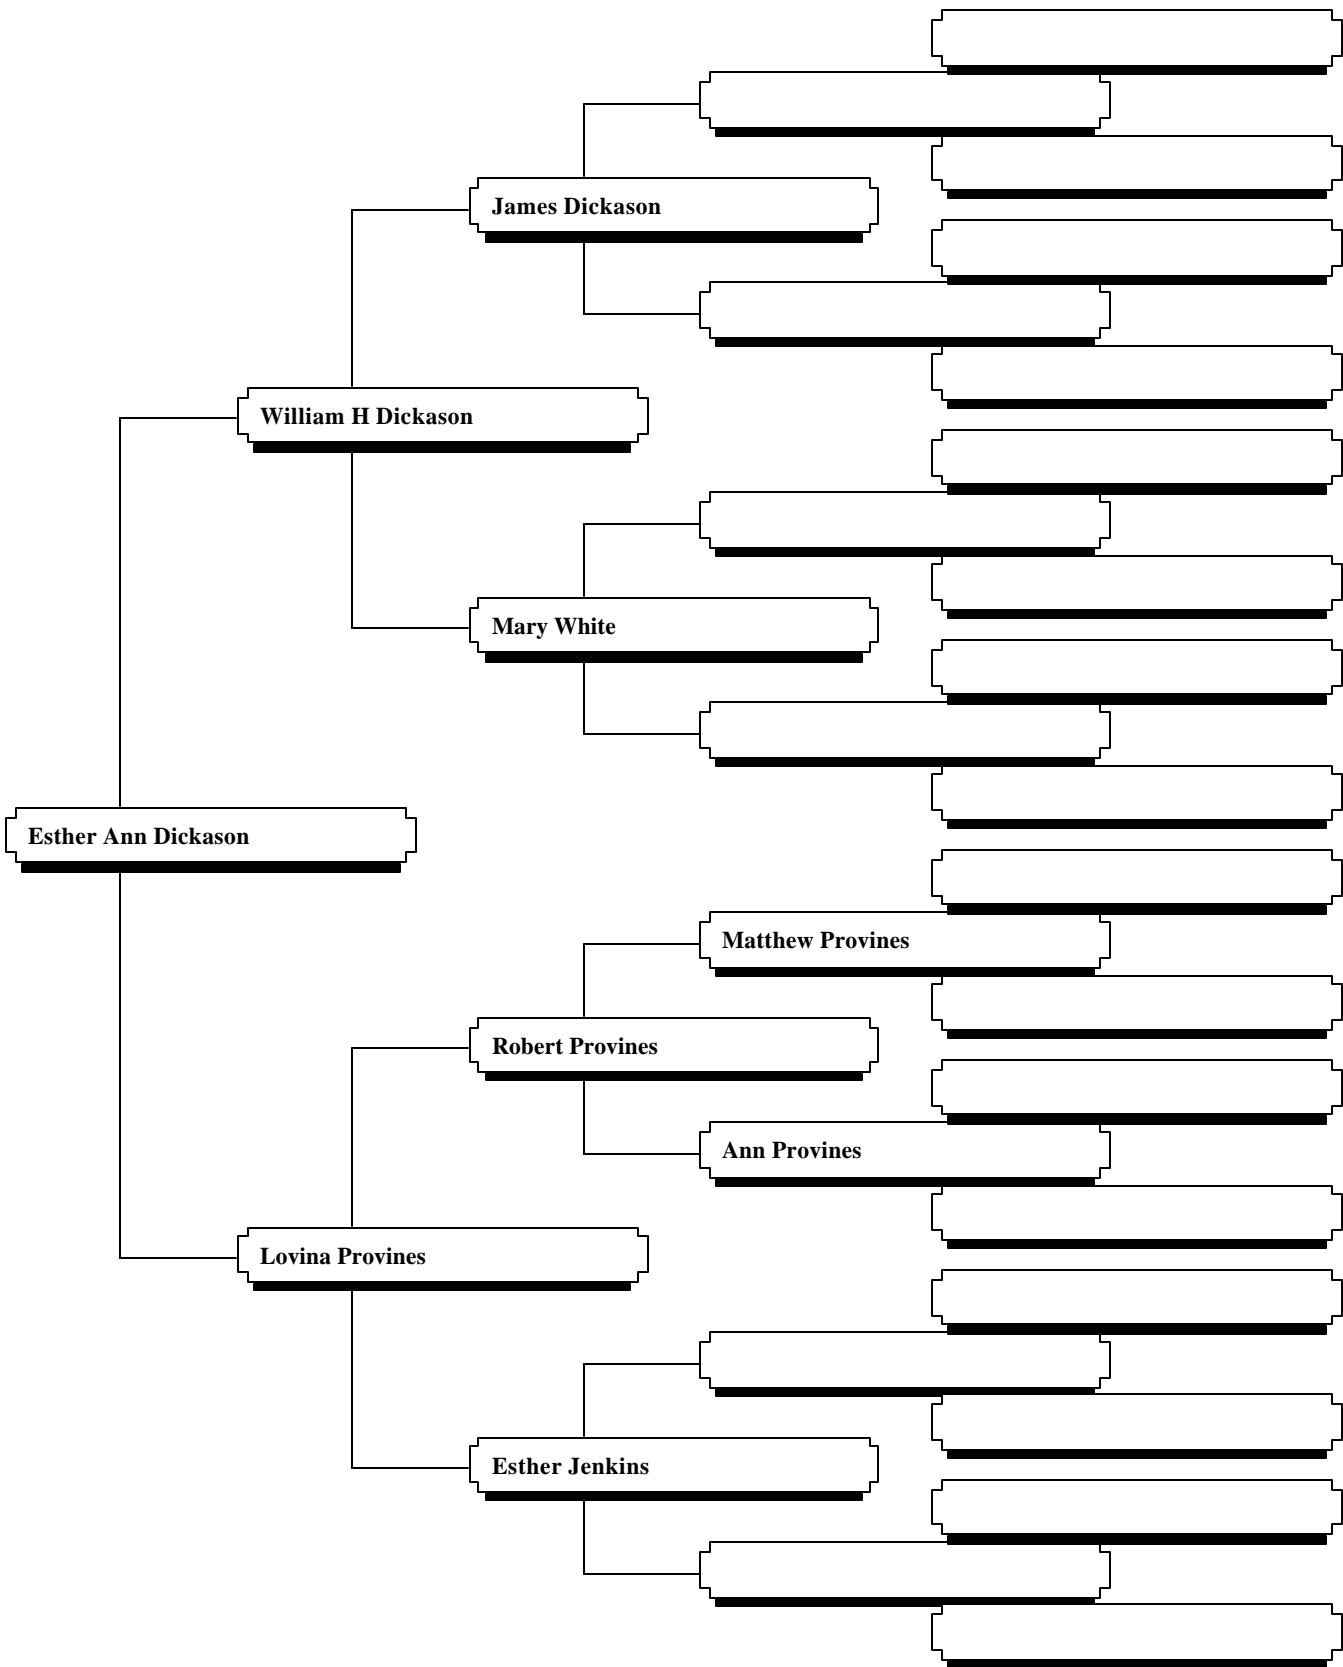 James Dickason
William H Dickason
Mary White
Esther Ann Dickason
Matthew Provines
Robert Provines
Ann Provines
Lovina Provines
Esther Jenkins